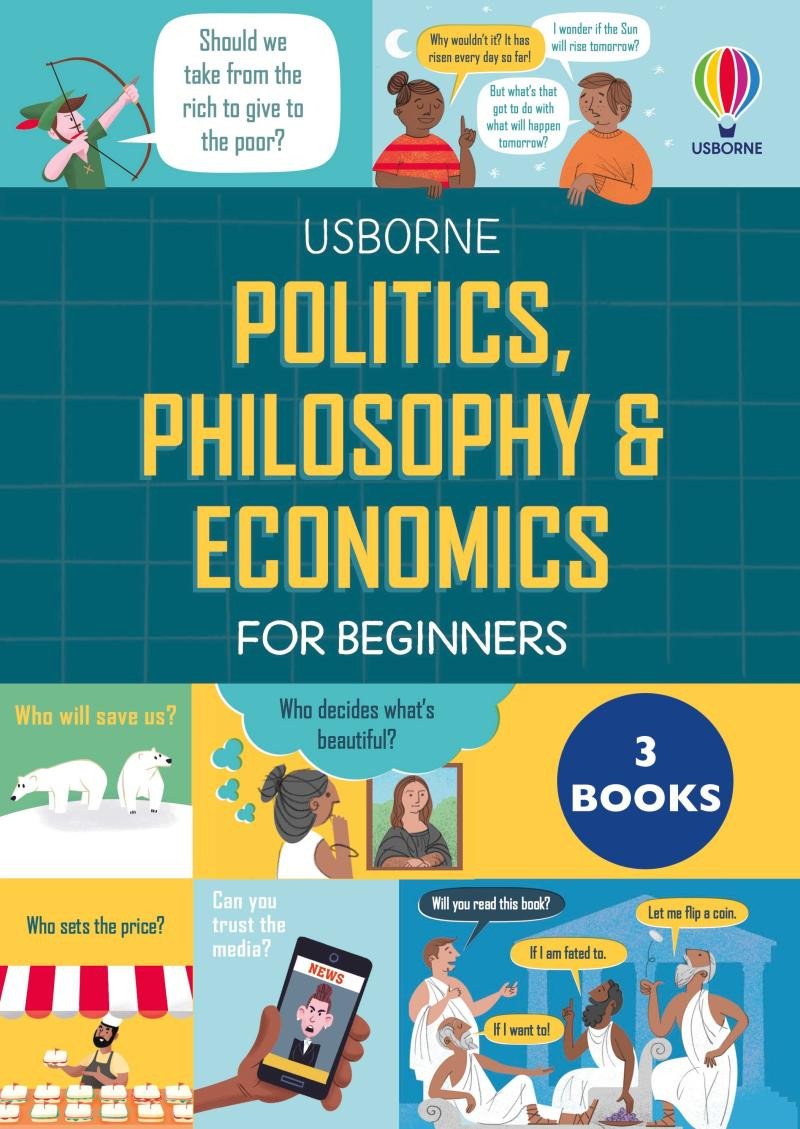 Should we
take from the
rich to give to
the poor?
I wonder if the Sun
will rise tomorrow?
Why wouldn't it? It has
risen every day so far!
But what's that
got to do with
what will happen
tomorrow?
USBORNE
USBORNE
POLITICS,
PHILOSOPHY &
ECONOMICS
FOR BEGINNERS
Who will save us?
Who decides what's
beautiful?
3
BOOKS
Who sets the price?
Can you
trust the
media?
NEWS
Will you read this book?
If I am fated to.
Let me flip a coin.
If I want to!